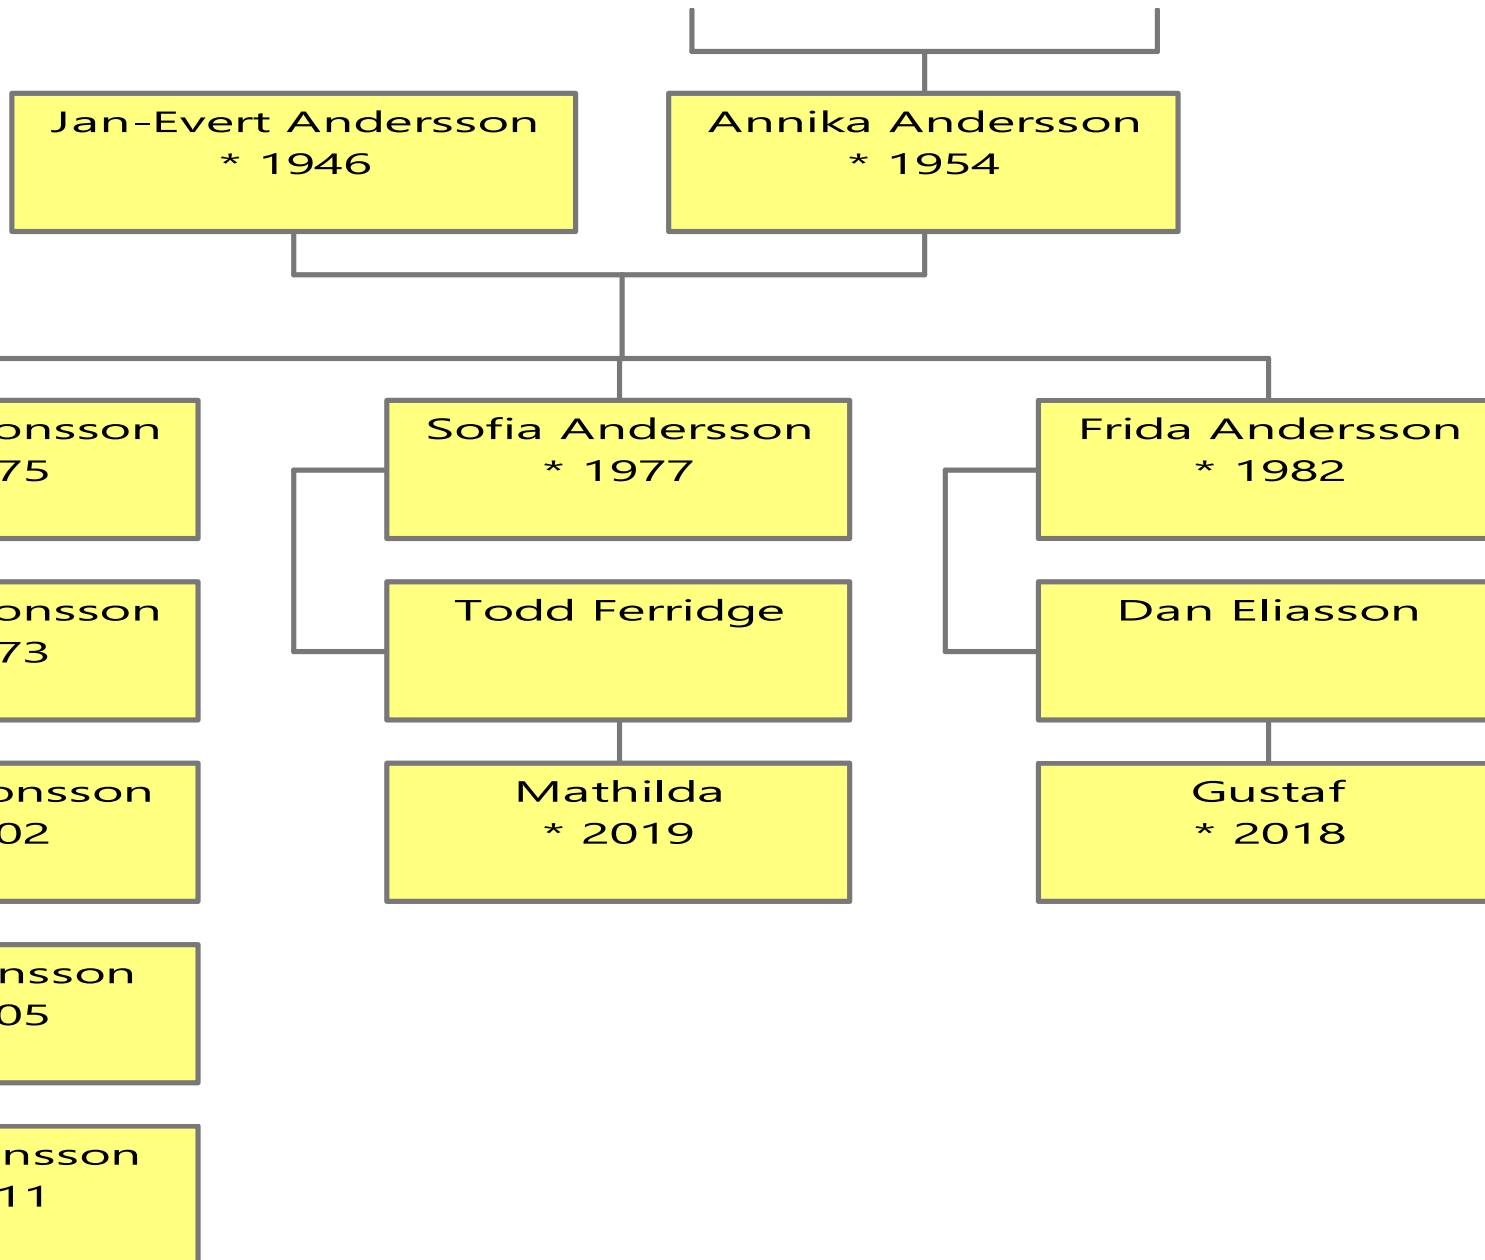 Jan-Evert Andersson
* 1946
Annika Andersson
* 1954
onsson
75
Sofia Andersson
* 1977
Frida Andersson
* 1982
onsson
73
Todd Ferridge
Dan Eliasson
onsson
02
Mathilda
* 2019
Gustaf
* 2018
nsson
05
nsson
11